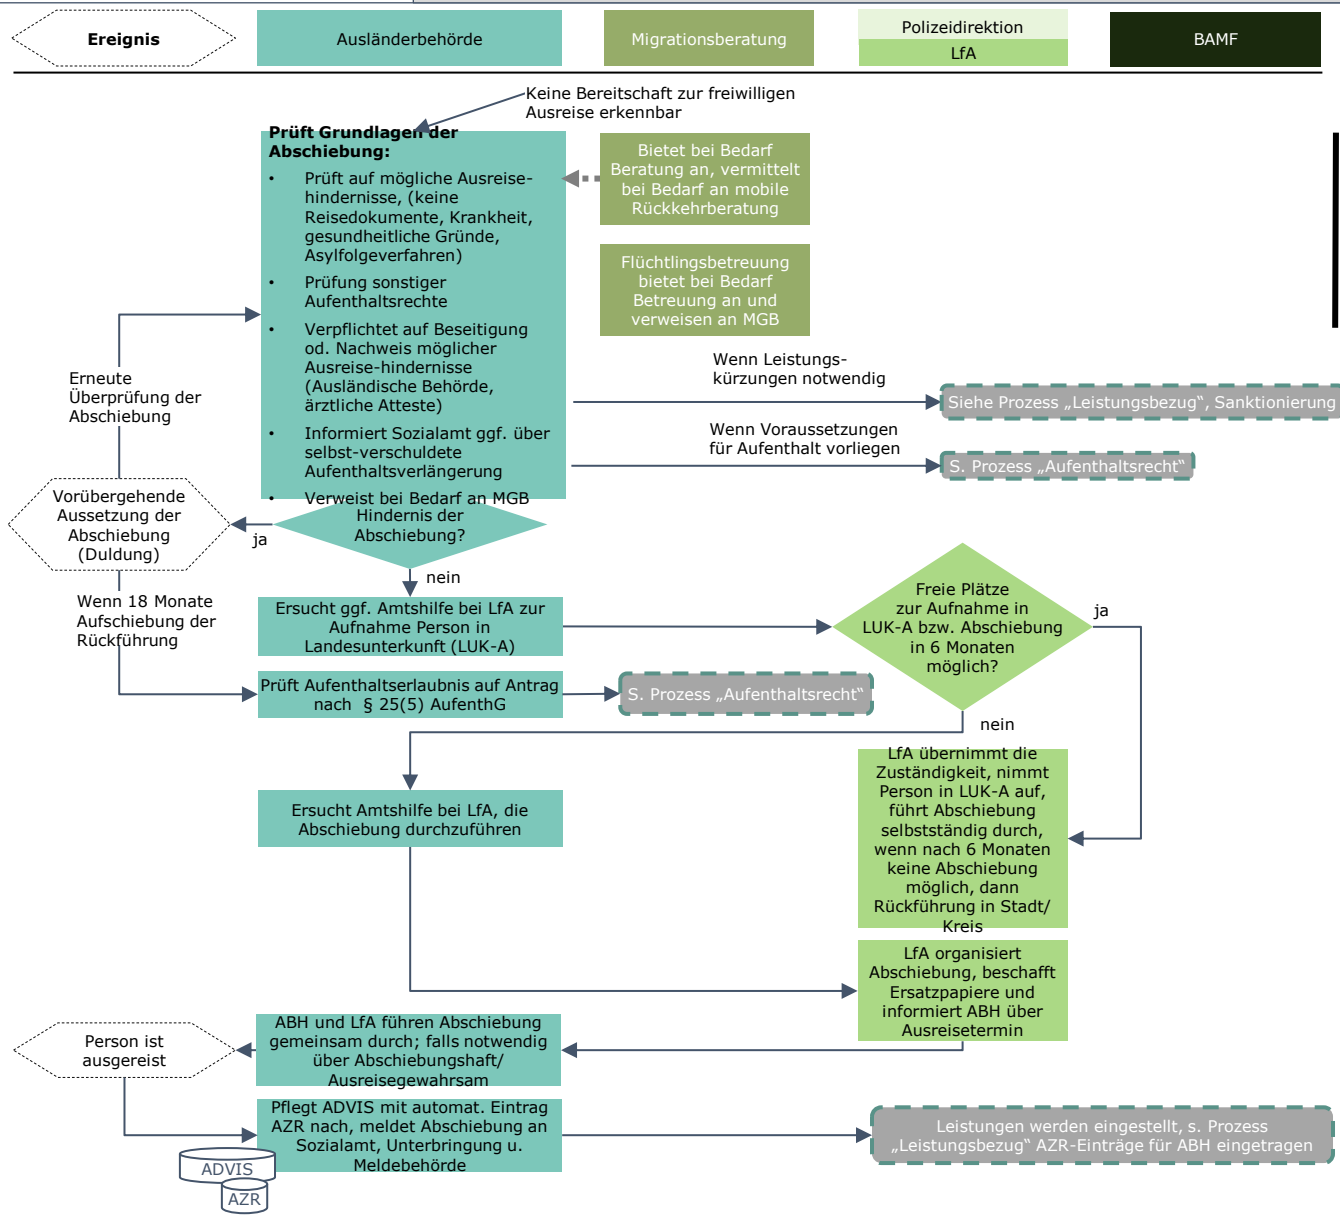 Ereignis
Ausländerbehörde
Migrationsberatung
Polizeidirektion
LfA
BAMF
Keine Bereitschaft zur freiwilligen
Ausreise erkennbar
Prüft Grundlagen der
Abschiebung:
• Prüft auf mögliche Ausreise-
hindernisse, (keine
Reisedokumente, Krankheit,
gesundheitliche Gründe,
Asylfolgeverfahren)
• Prüfung sonstiger
Aufenthaltsrechte
• Verpflichtet auf Beseitigung
od. Nachweis möglicher
Ausreise-hindernisse
(Ausländische Behörde,
ärztliche Atteste)
• Informiert Sozialamt ggf. über
selbst-verschuldete
Aufenthaltsverlängerung
• Verweist bei Bedarf an MGB
Bietet bei Bedarf
Beratung an, vermittelt
bei Bedarf an mobile
Rückkehrberatung
Flüchtlingsbetreuung
bietet bei Bedarf
Betreuung an und
verweisen an MGB
Wenn Leistungs-
kürzungen notwendig
Siehe Prozess „Leistungsbezug“, Sanktionierung
Wenn Voraussetzungen
für Aufenthalt vorliegen
S. Prozess „Aufenthaltsrecht“
Erneute
Überprüfung der
Abschiebung
Vorübergehende
Aussetzung der
Abschiebung
(Duldung)
ja
Hindernis der
Abschiebung?
nein
Wenn 18 Monate
Aufschiebung der
Rückführung
Ersucht ggf. Amtshilfe bei LfA zur
Aufnahme Person in
Landesunterkunft (LUK-A)
Freie Plätze
zur Aufnahme in
LUK-A bzw. Abschiebung
in 6 Monaten
möglich?
ja
Prüft Aufenthaltserlaubnis auf Antrag
nach § 25(5) AufenthG
S. Prozess „Aufenthaltsrecht“
nein
LfA übernimmt die
Zuständigkeit, nimmt
Person in LUK-A auf,
führt Abschiebung
selbstständig durch,
wenn nach 6 Monaten
keine Abschiebung
möglich, dann
Rückführung in Stadt/
Kreis
Ersucht Amtshilfe bei LfA, die
Abschiebung durchzuführen
LfA organisiert
Abschiebung, beschafft
Ersatzpapiere und
informiert ABH über
Ausreisetermin
ABH und LfA führen Abschiebung
gemeinsam durch; falls notwendig
über Abschiebungshaft/
Ausreisegewahrsam
Person ist
ausgereist
Pflegt ADVIS mit automat. Eintrag
AZR nach, meldet Abschiebung an
Sozialamt, Unterbringung u.
Meldebehörde
Leistungen werden eingestellt, s. Prozess
„Leistungsbezug“ AZR-Einträge für ABH eingetragen
ADVIS
AZR